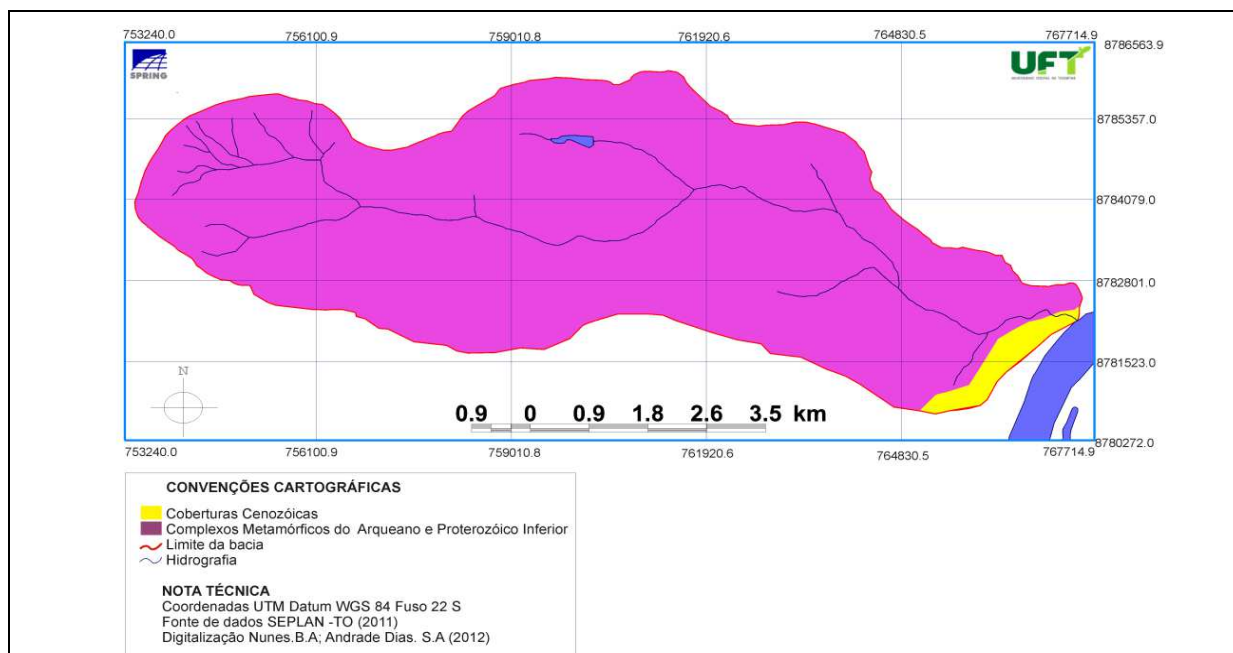 753240.0 756100.9 759010.8 761920.6 764830.5 767714.9
8786563.9
SPRING
UFT
8785357.0
8784079.0
8782801.0
8781523.0
N
0.9 0 0.9 1.8 2.6 3.5 km
8780272.0
753240.0 756100.9 759010.8 761920.6 764830.5 767714.9
CONVENÇÕES CARTOGRÁFICAS
Coberturas Cenozóicas
Complexos Metamórficos do Arqueano e Proterozóico Inferior
Limite da bacia
Hidrografia
NOTA TÉCNICA
Coordenadas UTM Datum WGS 84 Fuso 22 S
Fonte de dados SEPLAN -TO (2011)
Digitalização Nunes.B.A; Andrade Dias. S.A (2012)